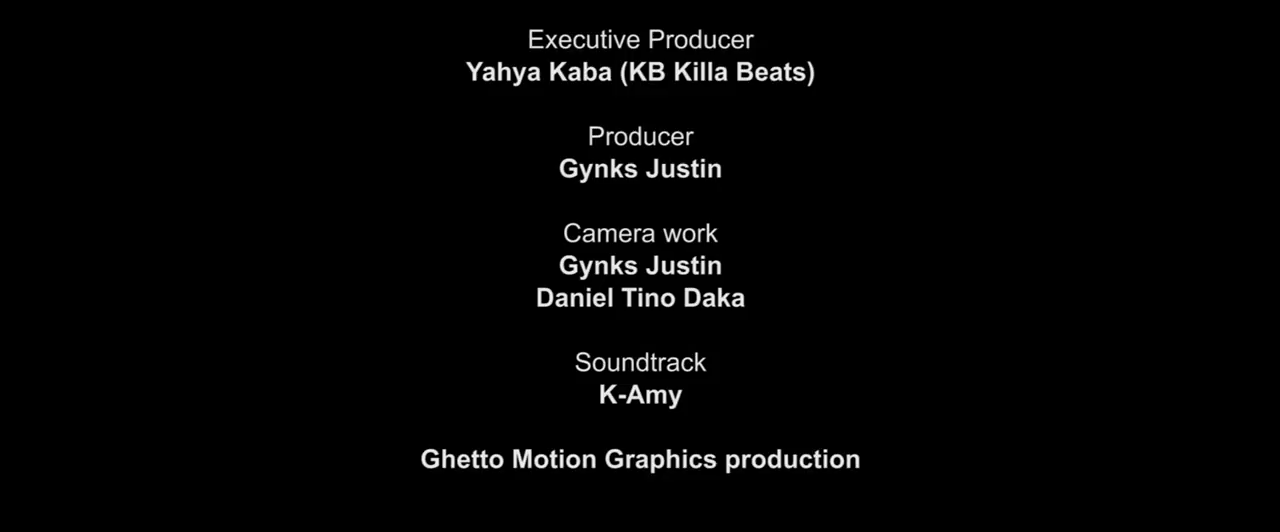 Executive Producer
Yahya Kaba (KB Killa Beats)
Producer
Gynks Justin
Camera work
Gynks Justin
Daniel Tino Daka
Soundtrack
K-Amy
Ghetto Motion Graphics production